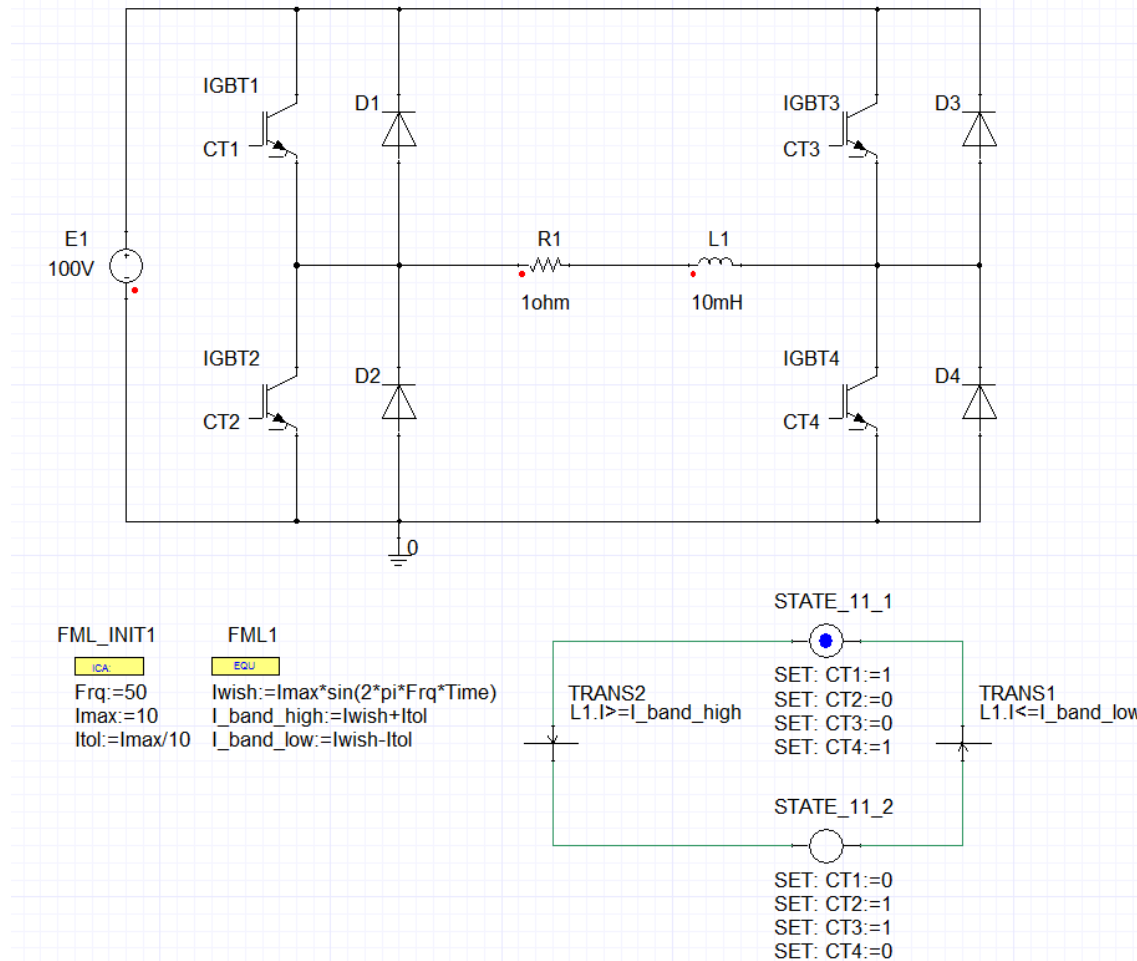 IGBT1
D1
CT1
IGBT3
D3
CT3
E1
100V
R1
L1
1ohm
10mH
IGBT2
D2
CT2
IGBT4
D4
CT4
0
FML_INIT1
ICA:
Frq:=50
Imax:=10
Itol:=Imax/10
FML1
EQU
Iwish:=Imax*sin(2*pi*Frq*Time)
I_band_high:=Iwish+Itol
I_band_low:=Iwish-Itol
STATE_11_1
SET: CT1:=1
SET: CT2:=0
SET: CT3:=0
SET: CT4:=1
TRANS2
L1.I>=I_band_high
TRANS1
L1.I<=I_band_low
STATE_11_2
SET: CT1:=0
SET: CT2:=1
SET: CT3:=1
SET: CT4:=0